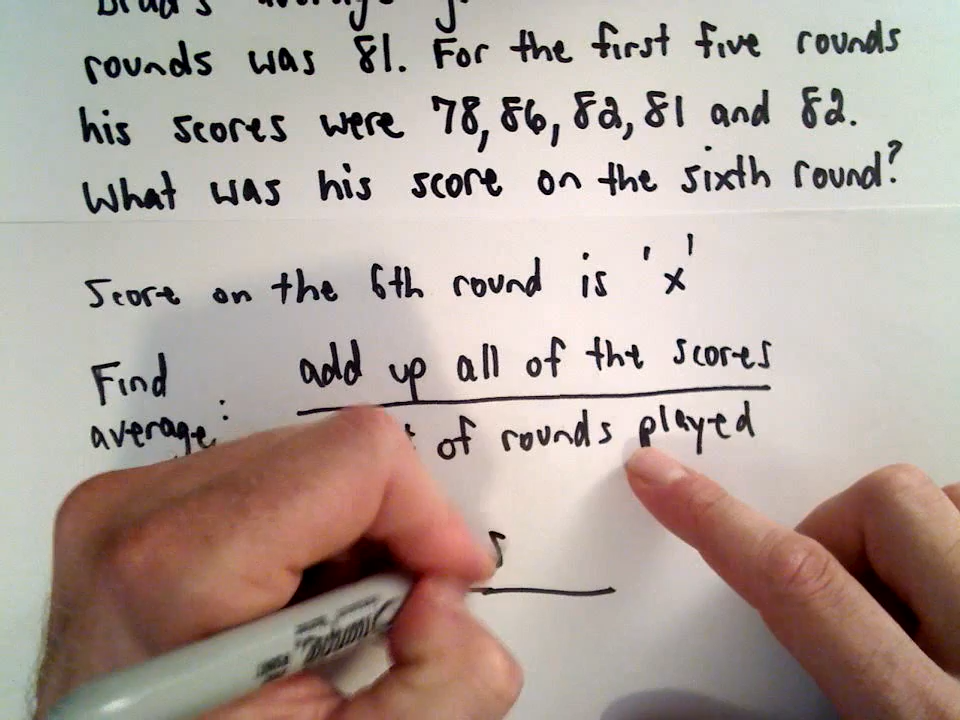 Brad's average
rounds was 81. For the first five rounds
his scores were 78, 86, 82, 81 and 82.
What was his score on the sixth round?
Score on the 6th round is 'x'
Find add up all of the scores
average: of rounds played
s